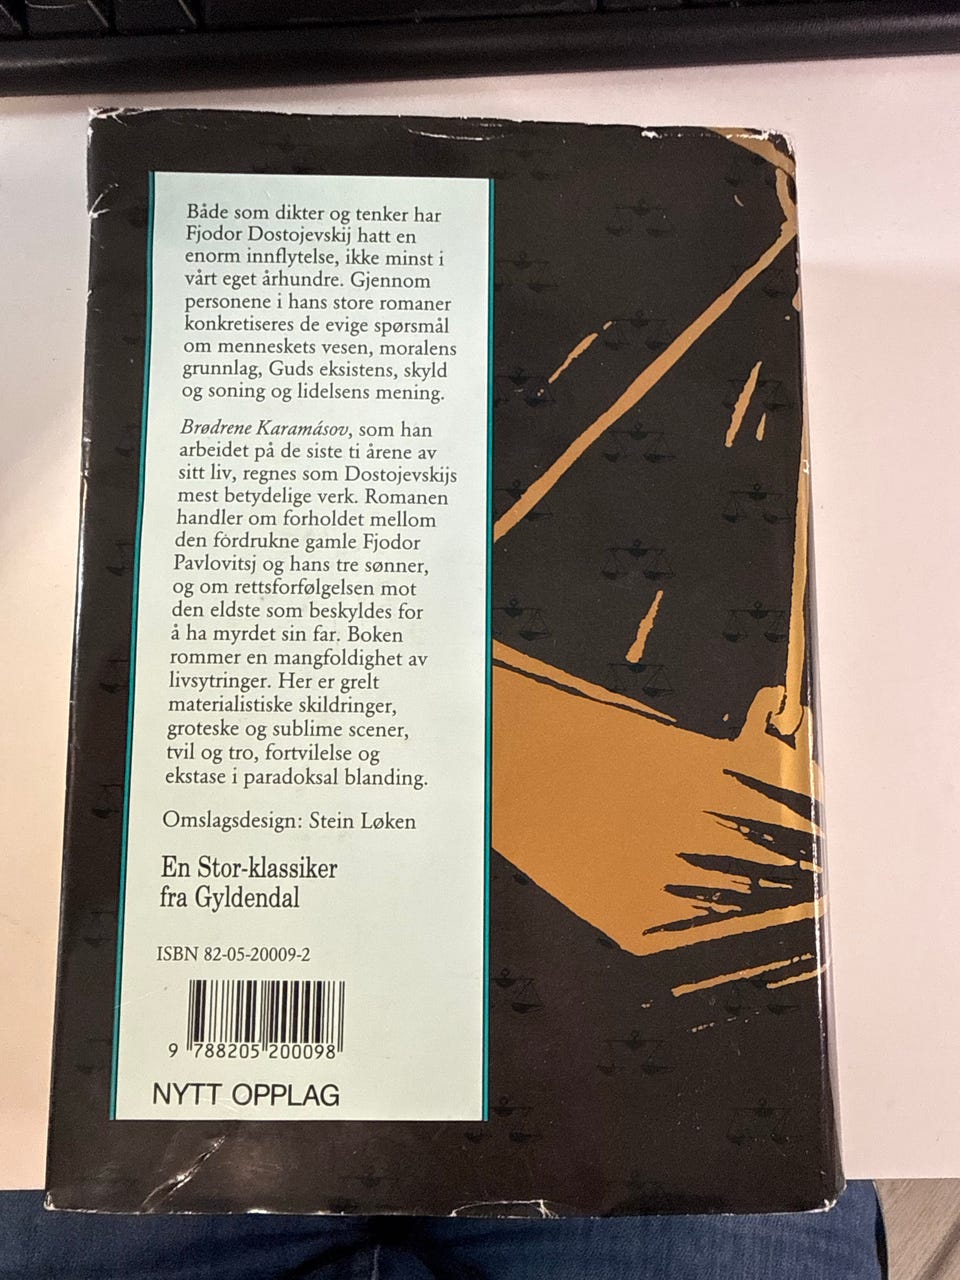 Både som dikter og tenker har
Fjodor Dostojevskij hatt en
enorm innflytelse, ikke minst i
vårt eget århundre. Gjennom
personene i hans store romaner
konkretiseres de evige spørsmål
om menneskets vesen, moralens
grunnlag, Guds eksistens, skyld
og soning og lidelsens mening.
Brødrene Karamásov, som han
arbeidet på de siste ti årene av
sitt liv, regnes som Dostojevskijs
mest betydelige verk. Romanen
handler om forholdet mellom
den fordrukne gamle Fjodor
Pavlovitsj og hans tre sønner,
og om rettsforfølgelsen mot
den eldste som beskyldes for
å ha myrdet sin far. Boken
rommer en mangfoldighet av
livsytringer. Her er grelt
materialistiske skildringer,
groteske og sublime scener,
tvil og tro, fortvilelse og
ekstase i paradoksal blanding.
Omslagsdesign: Stein Løken
En Stor-klassiker
fra Gyldendal
ISBN 82-05-20009-2
9 788205 200098
NYTT OPPLAG